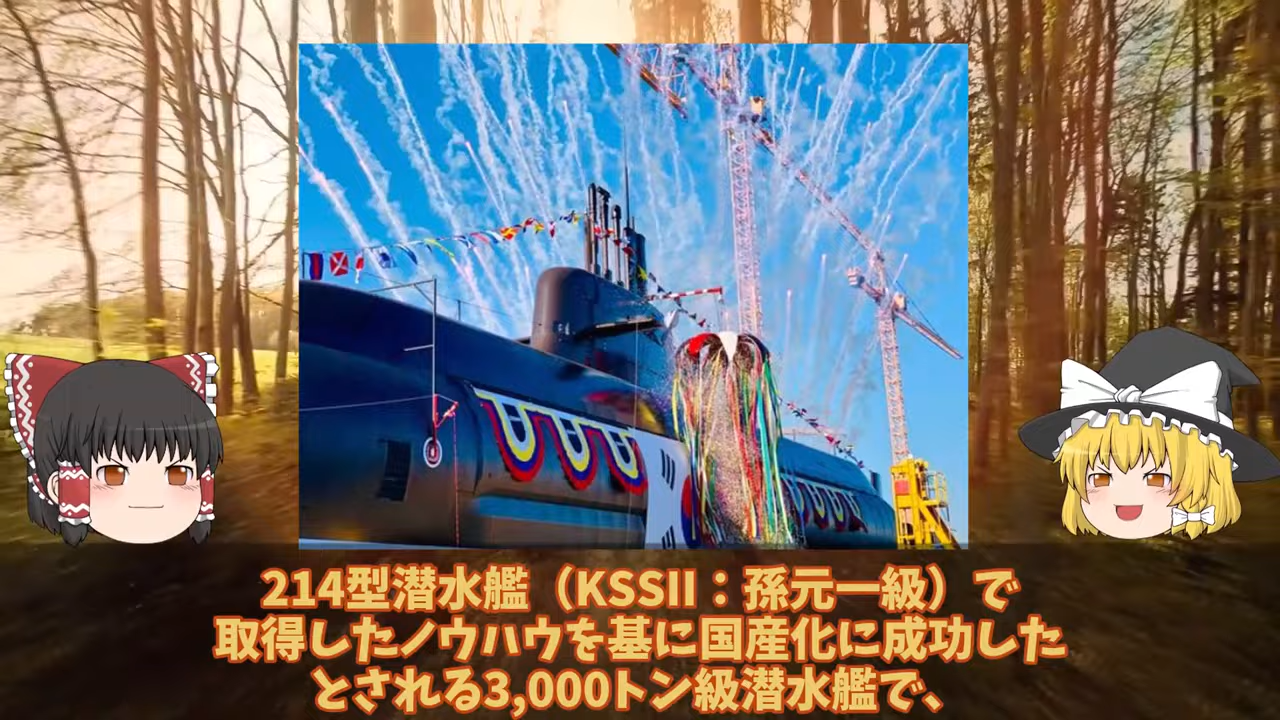 214型潜水艦（KSSII：孫元一級）で
取得したノウハウを基に国産化に成功した
とされる3,000トン級潜水艦で、